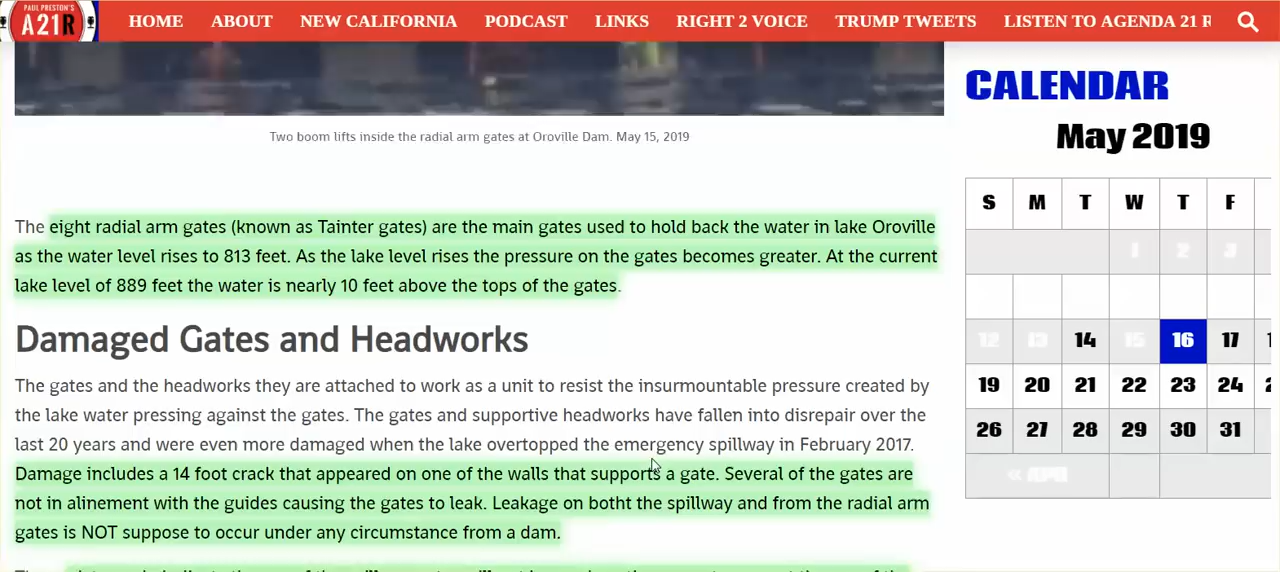 PAUL PRESTON'S
A21R
HOME ABOUT NEW CALIFORNIA PODCAST LINKS RIGHT 2 VOICE TRUMP TWEETS LISTEN TO AGENDA 21 R
Two boom lifts inside the radial arm gates at Oroville Dam. May 15, 2019
The eight radial arm gates (known as Tainter gates) are the main gates used to hold back the water in lake Oroville
as the water level rises to 813 feet. As the lake level rises the pressure on the gates becomes greater. At the current
lake level of 889 feet the water is nearly 10 feet above the tops of the gates.
Damaged Gates and Headworks
The gates and the headworks they are attached to work as a unit to resist the insurmountable pressure created by
the lake water pressing against the gates. The gates and supportive headworks have fallen into disrepair over the
last 20 years and were even more damaged when the lake overtopped the emergency spillway in February 2017.
Damage includes a 14 foot crack that appeared on one of the walls that supports a gate. Several of the gates are
not in alinement with the guides causing the gates to leak. Leakage on botht the spillway and from the radial arm
gates is NOT suppose to occur under any circumstance from a dam.
CALENDAR
May 2019
S M T W T F
1 2 3
12 13 14 15 16 17
19 20 21 22 23 24
26 27 28 29 30 31
« APR